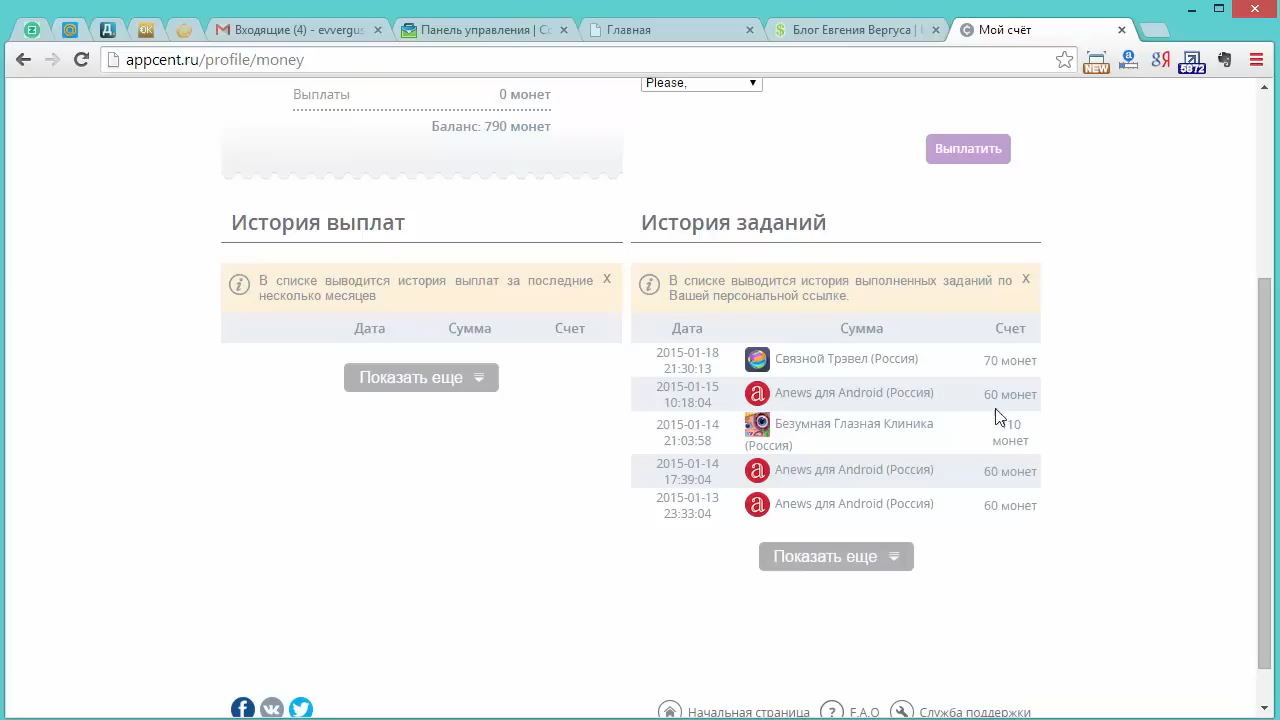 Входящие (4) - evvergus
Панель управления | Cc
Главная
Блог Евгения Вергуса |
Мой счёт
appcent.ru/profile/money
NEW
5872
Выплаты 0 монет
Please,
Баланс: 790 монет
Выплатить
История выплат
История заданий
В списке выводится история выплат за последние
несколько месяцев
x
В списке выводится история выполненных заданий по
Вашей персональной ссылке.
x
Дата Сумма Счет
Дата Сумма Счет
Показать еще
2015-01-18
21:30:13
Связной Трэвел (Россия)
70 монет
2015-01-15
10:18:04
Anews для Android (Россия)
60 монет
2015-01-14
21:03:58
Безумная Глазная Клиника
(Россия)
10
монет
2015-01-14
17:39:04
Anews для Android (Россия)
60 монет
2015-01-13
23:33:04
Anews для Android (Россия)
60 монет
Показать еще
Начальная страница
F.A.Q
Служба поддержки